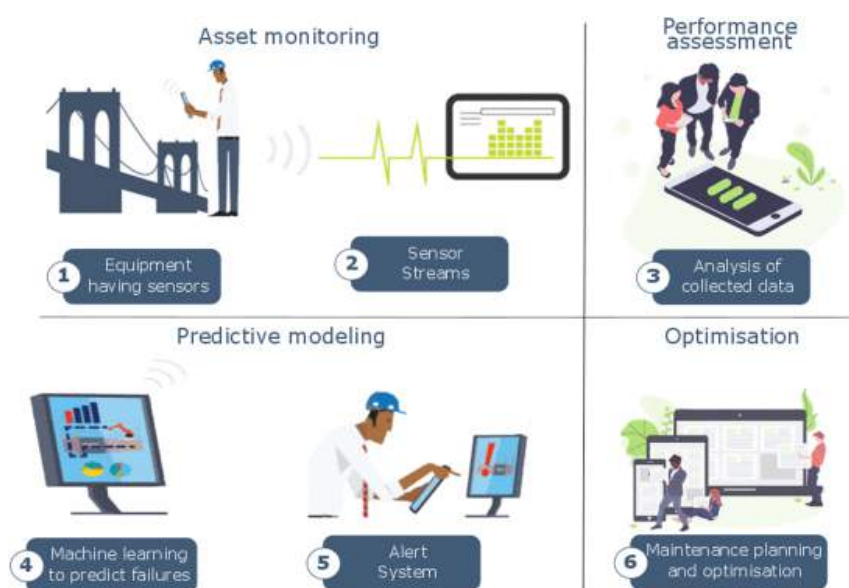 Asset monitoring
Performance
assessment
1
Equipment
having sensors
2
Sensor
Streams
3
Analysis of
collected data
Predictive modeling
Optimisation
4
Machine learning
to predict failures
5
Alert
System
6
Maintenance planning
and optimisation